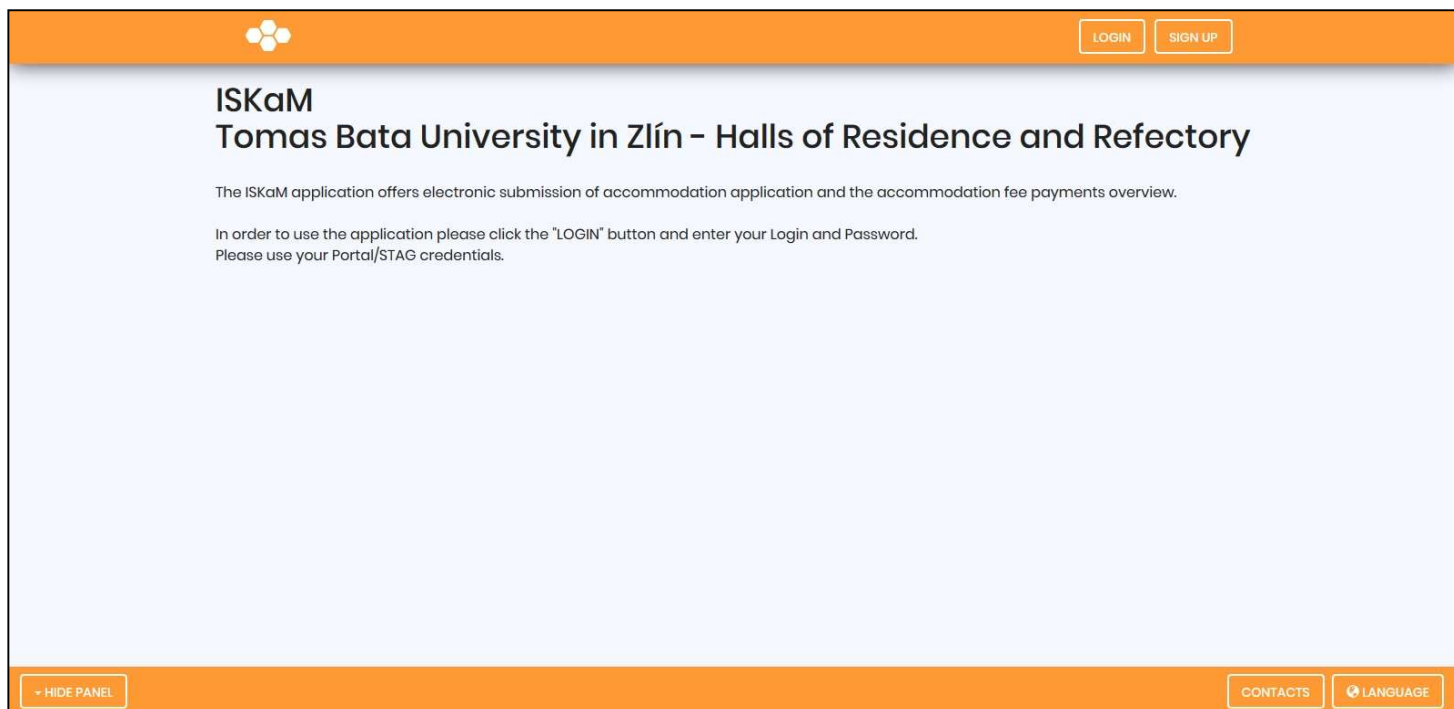 LOGIN SIGN UP
ISKaM
Tomas Bata University in Zlín - Halls of Residence and Refectory
The ISKaM application offers electronic submission of accommodation application and the accommodation fee payments overview.
In order to use the application please click the "LOGIN" button and enter your Login and Password.
Please use your Portal/STAG credentials.
HIDE PANEL CONTACTS LANGUAGE